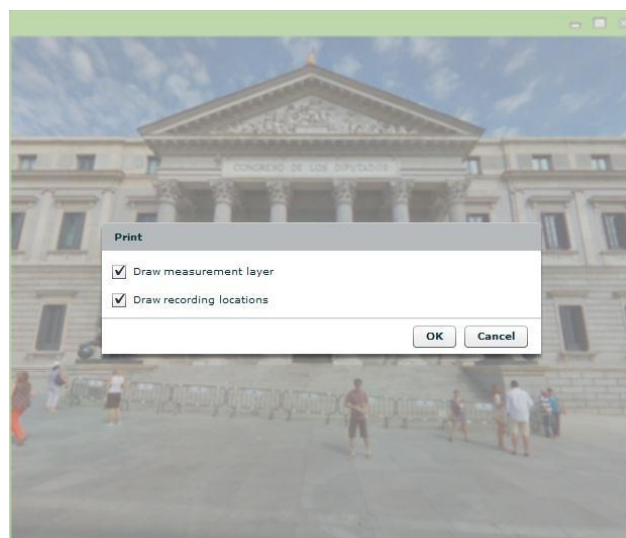 CONGRESO DE LOS DIPUTADOS
Print
Draw measurement layer
Draw recording locations
OK
Cancel